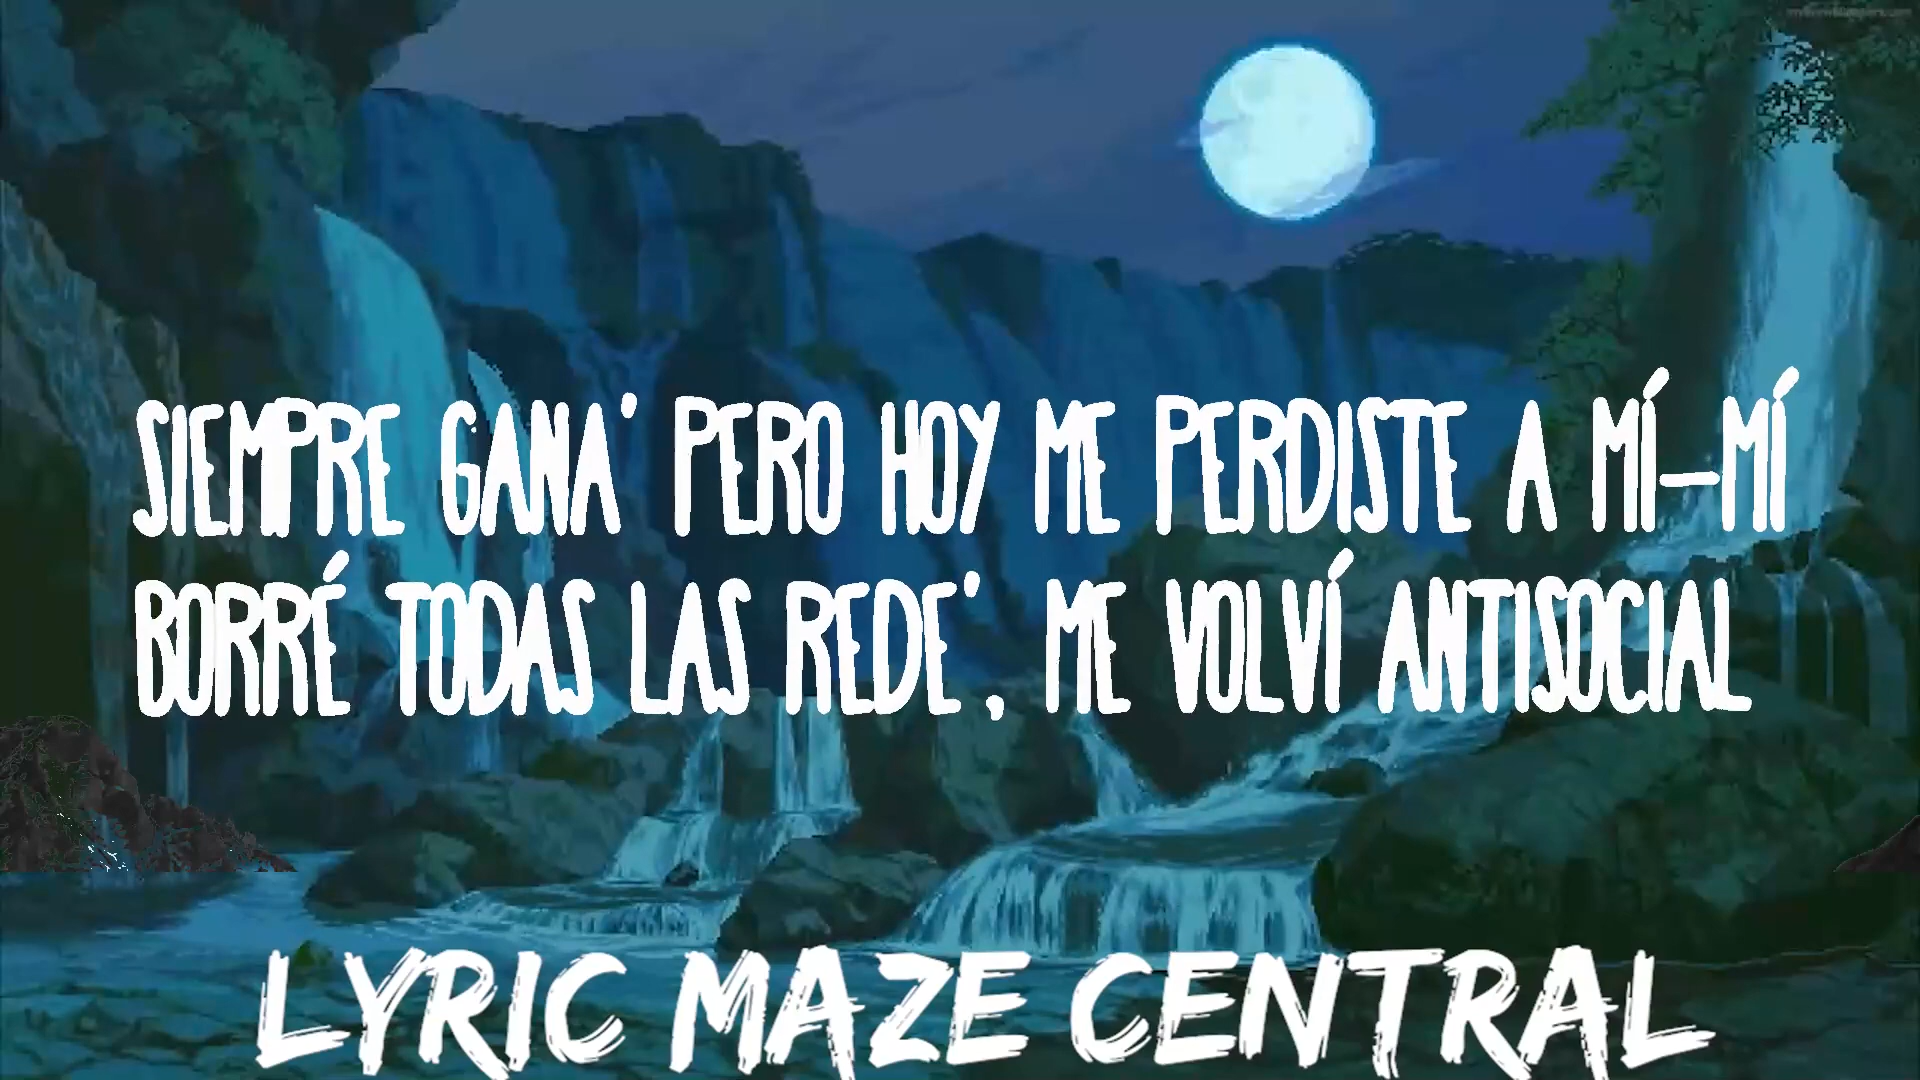 SIEMPRE GANA' PERO HOY ME PERDISTE A MÍ-MÍ
BORRÉ TODAS LAS REDE', ME VOLVÍ ANTISOCIAL
LYRIC MAZE CENTRAL